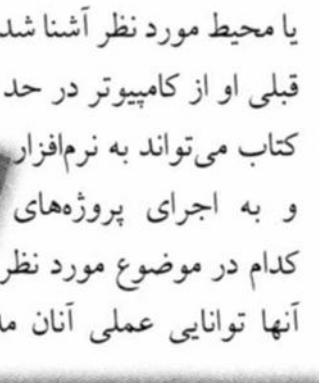 یا محیط مورد نظر آشنا شد
قبلی او از کامپیوتر در حد
کتاب می‌تواند به نرم‌افزار
و به اجرای پروژه‌های
کدام در موضوع مورد نظر
آنها توانایی عملی آنان